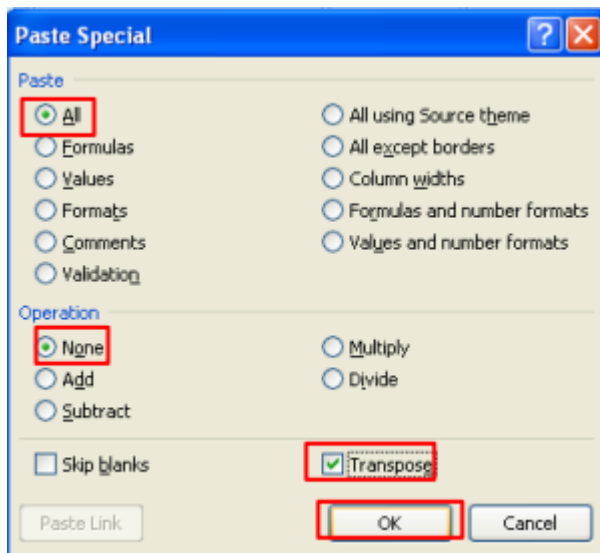 Paste Special
Paste
All
All using Source theme
Formulas
All except borders
Values
Column widths
Formats
Formulas and number formats
Comments
Values and number formats
Validation
Operation
None
Multiply
Add
Divide
Subtract
Skip blanks
Transpose
Paste Link
OK
Cancel